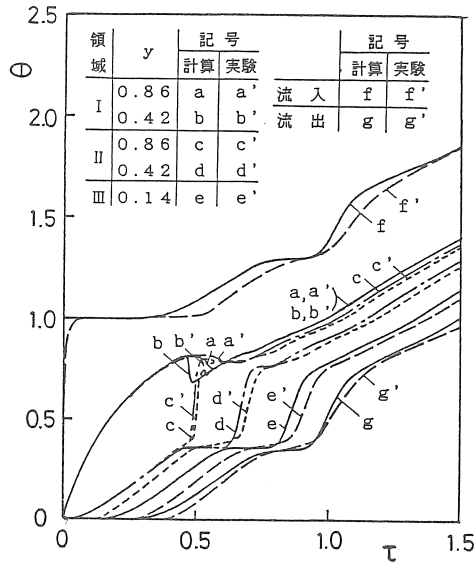 2.5
θ
2.0
1.5
1.0
0.5
0
領域 y 記号
計算 実験
I 0.86 a a'
0.42 b b'
II 0.86 c c'
0.42 d d'
III 0.14 e e'
記号
計算 実験
流入 f f'
流出 g g'
f'
f
c c'
a,a'
b,b'
b b' a a'
c'
c
d'
d
e'
e
g'
g
0 0.5 1.0 τ 1.5